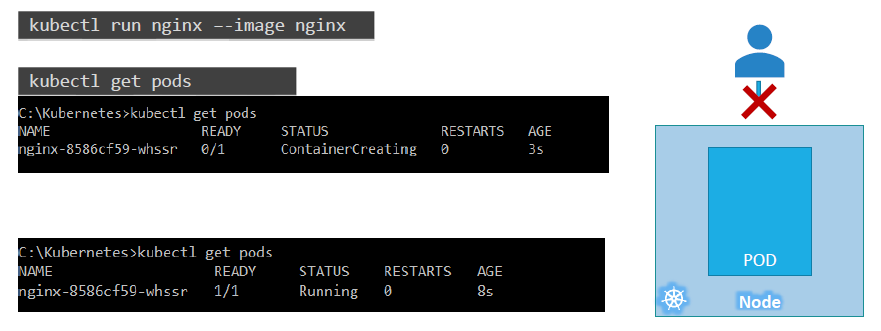 kubectl run nginx –-image nginx
kubectl get pods
C:\Kubernetes>kubectl get pods
NAME READY STATUS RESTARTS AGE
nginx-8586cf59-whssr 0/1 ContainerCreating 0 3s
C:\Kubernetes>kubectl get pods
NAME READY STATUS RESTARTS AGE
nginx-8586cf59-whssr 1/1 Running 0 8s
POD
Node